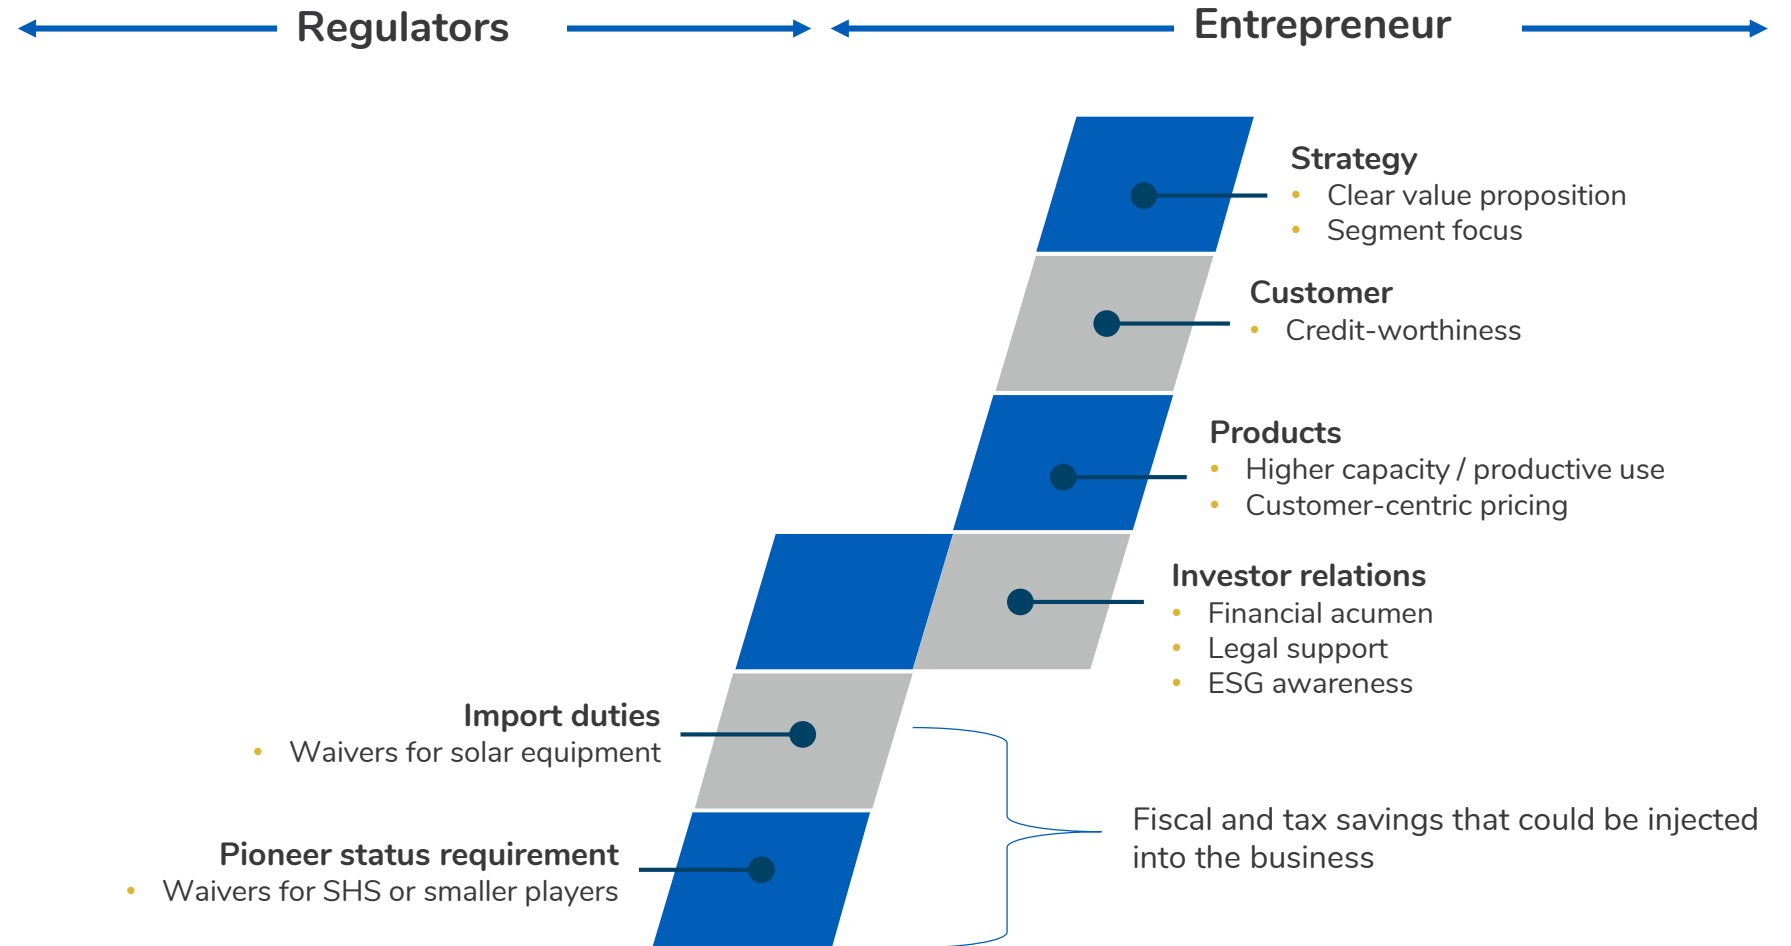 Regulators
Entrepreneur
Strategy
• Clear value proposition
• Segment focus
Customer
• Credit-worthiness
Products
• Higher capacity / productive use
• Customer-centric pricing
Investor relations
• Financial acumen
• Legal support
• ESG awareness
Import duties
• Waivers for solar equipment
Pioneer status requirement
• Waivers for SHS or smaller players
Fiscal and tax savings that could be injected
into the business